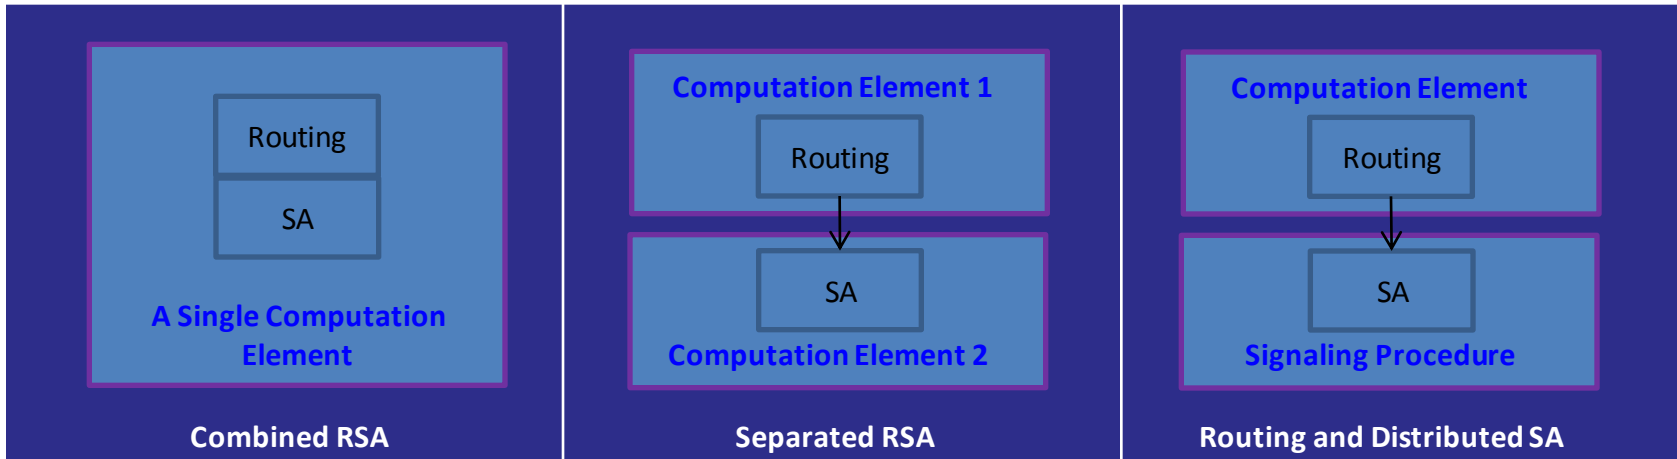 Routing
SA
A Single Computation
Element
Combined RSA
Computation Element 1
Routing
SA
Computation Element 2
Separated RSA
Computation Element
Routing
SA
Signaling Procedure
Routing and Distributed SA